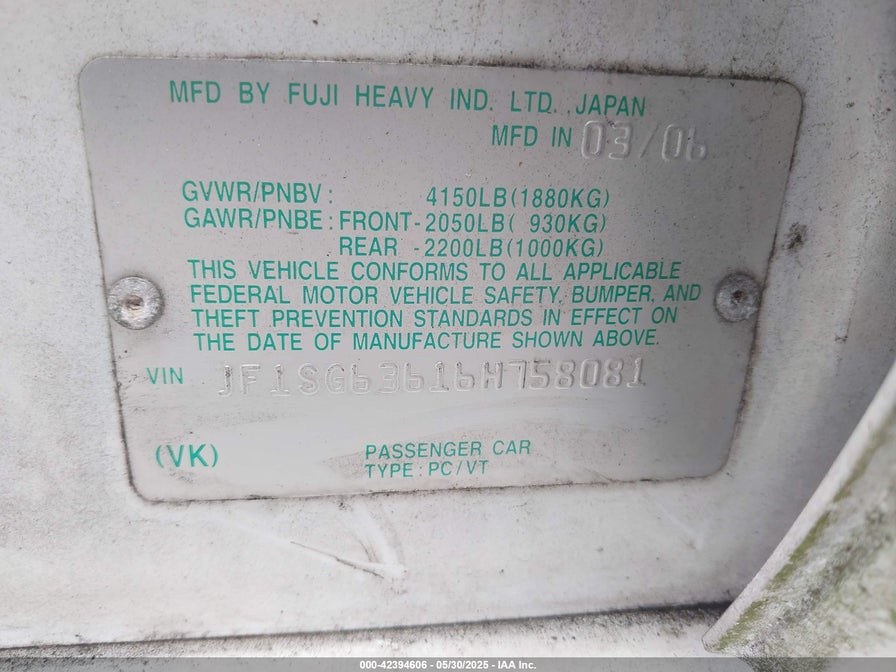 MFD BY FUJI HEAVY IND. LTD. JAPAN
MFD IN 03/06
GVWR/PNBV: 4150LB(1880KG)
GAWR/PNBE: FRONT-2050LB( 930KG)
REAR -2200LB(1000KG)
THIS VEHICLE CONFORMS TO ALL APPLICABLE
FEDERAL MOTOR VEHICLE SAFETY, BUMPER, AND
THEFT PREVENTION STANDARDS IN EFFECT ON
THE DATE OF MANUFACTURE SHOWN ABOVE.
VIN JF1SG63616H758081
(VK) PASSENGER CAR
TYPE: PC/VT
000-42394606 - 05/30/2025 - IAA Inc.